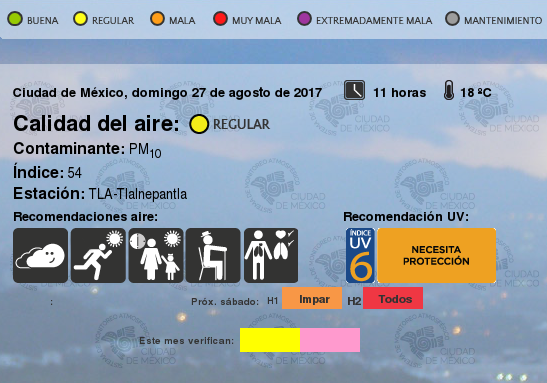 BUENA REGULAR MALA MUY MALA EXTREMADAMENTE MALA MANTENIMIENTO
Ciudad de México, domingo 27 de agosto de 2017 11 horas 18 ºC
Calidad del aire: REGULAR
Contaminante: PM10
Índice: 54
Estación: TLA-Tlalnepantla
Recomendaciones aire: Recomendación UV:
ÍNDICE UV 6 NECESITA PROTECCIÓN
: Próx. sábado: H1 Impar H2 Todos
Este mes verifican: